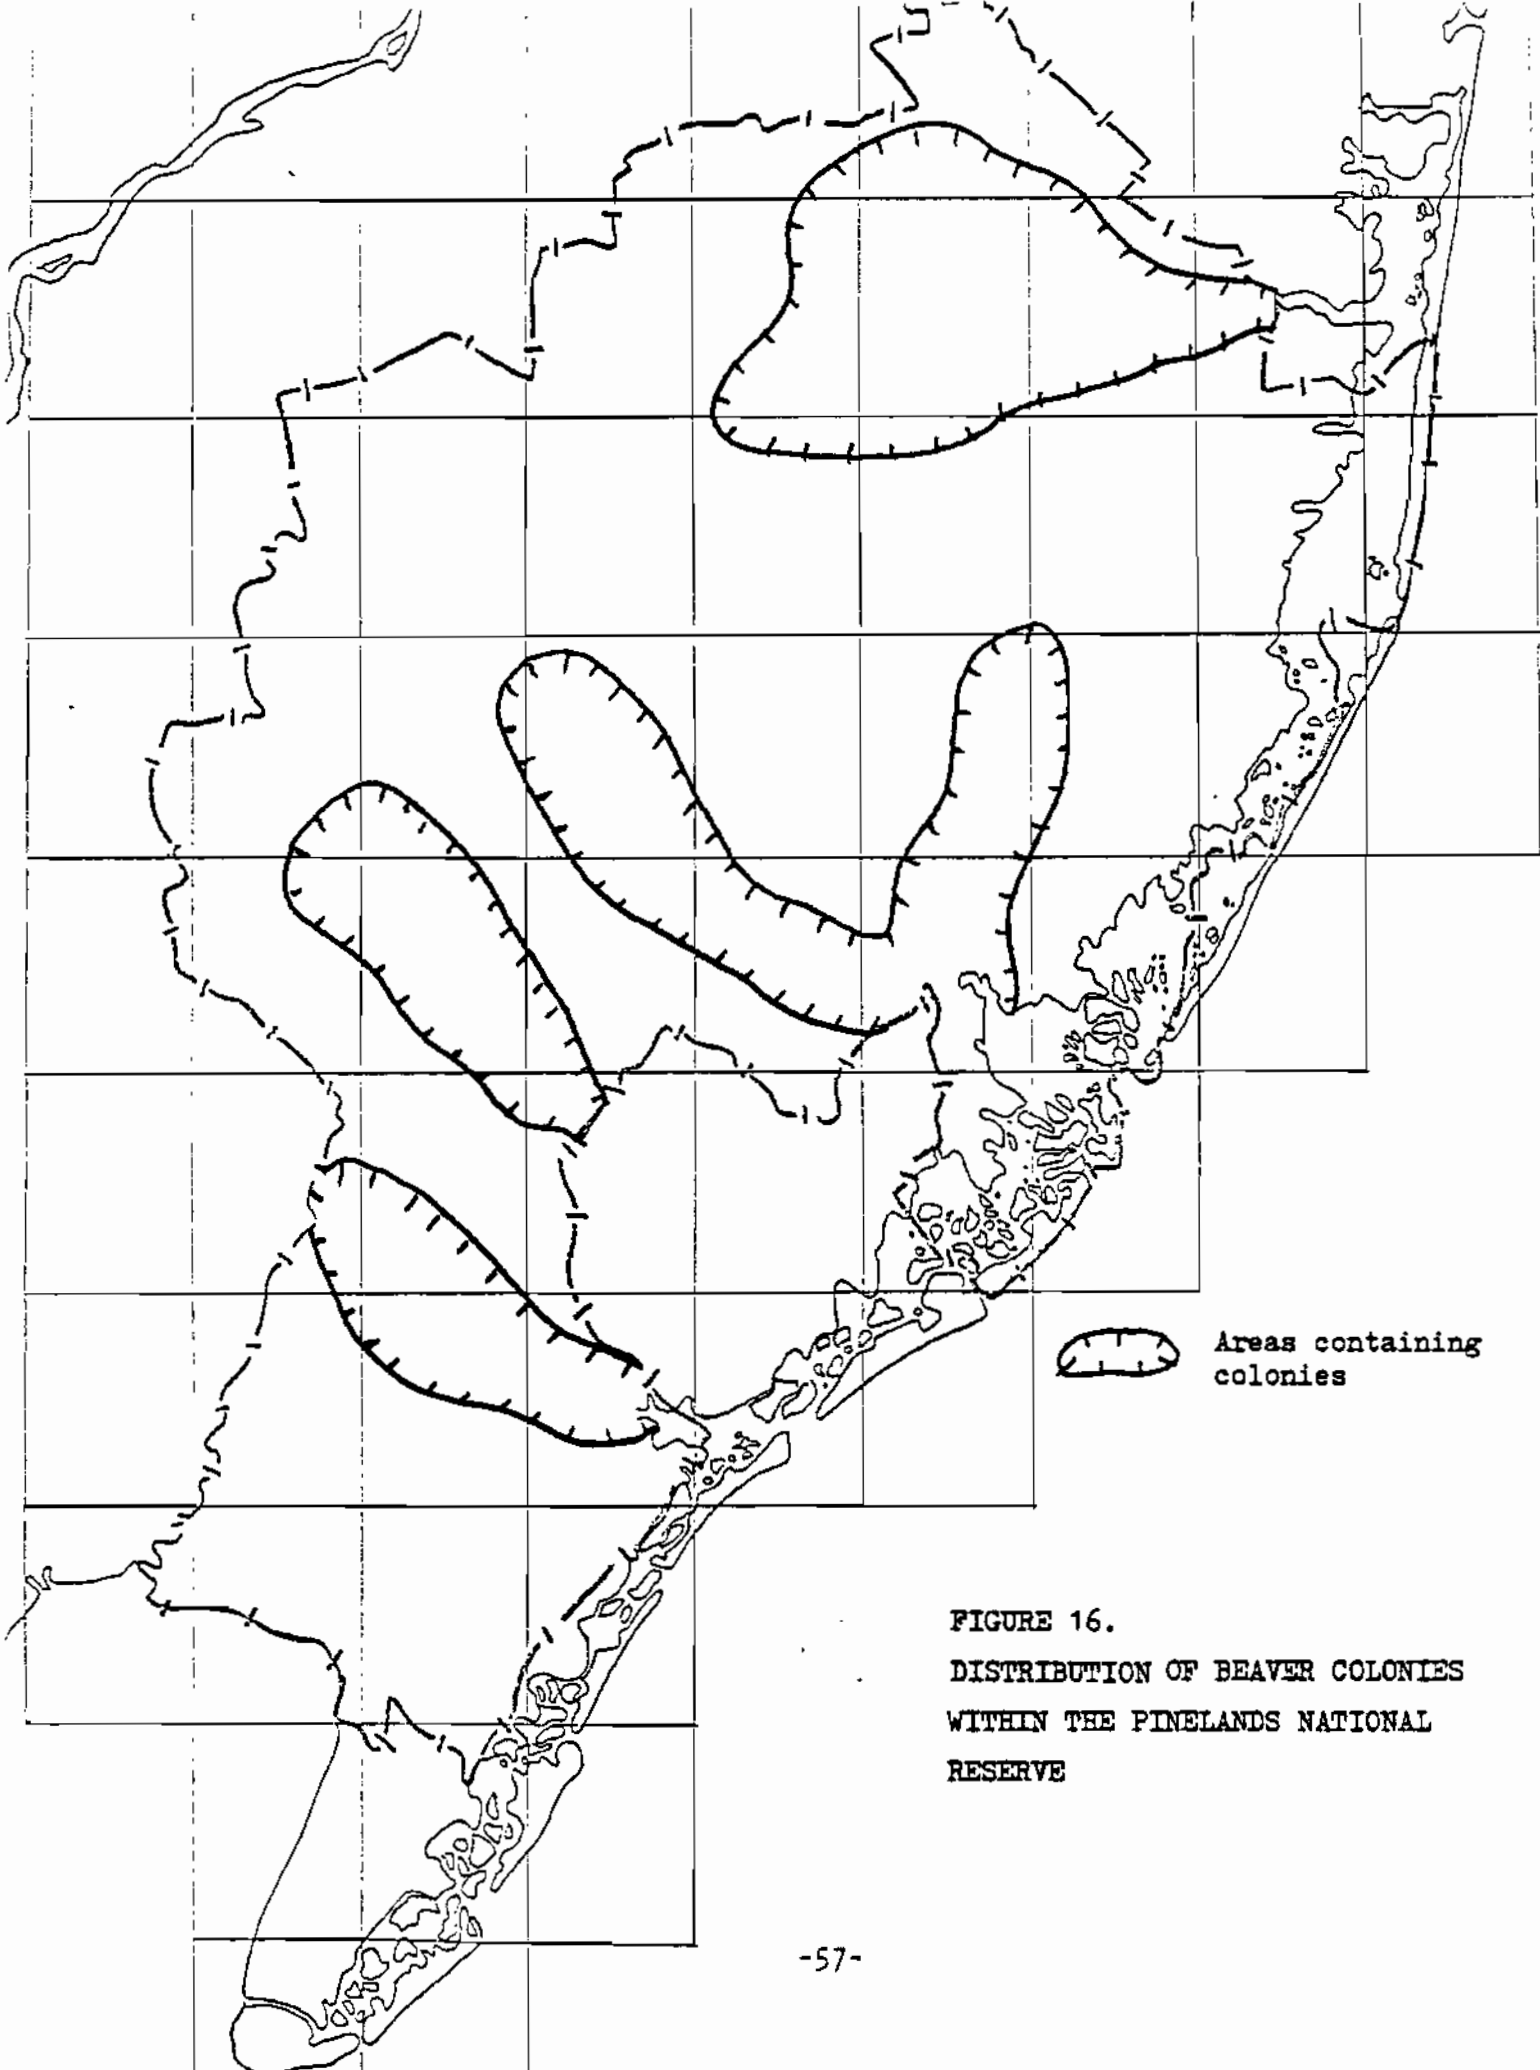 Areas containing
colonies
FIGURE 16.
DISTRIBUTION OF BEAVER COLONIES
WITHIN THE PINELANDS NATIONAL
RESERVE
-57-